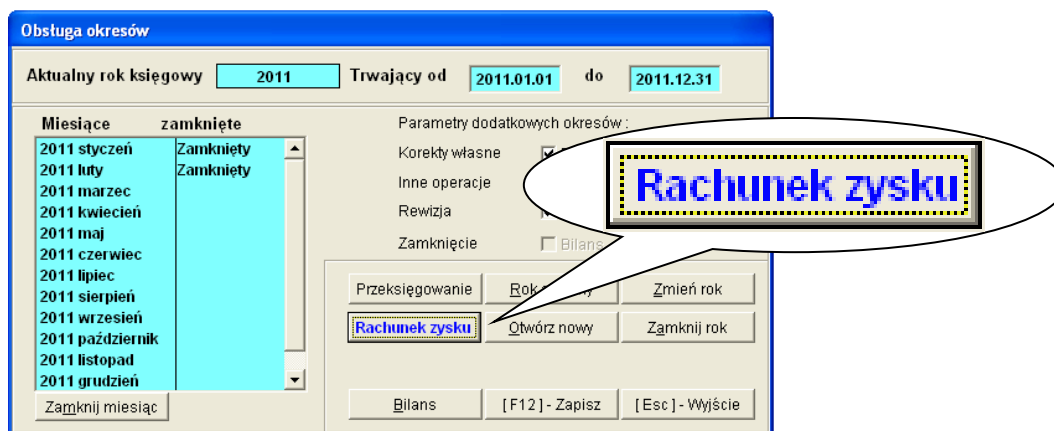 Obsługa okresów
Aktualny rok księgowy 2011 Trwający od 2011.01.01 do 2011.12.31
Miesiące zamknięte
2011 styczeń Zamknięty
2011 luty Zamknięty
2011 marzec
2011 kwiecień
2011 maj
2011 czerwiec
2011 lipiec
2011 sierpień
2011 wrzesień
2011 październik
2011 listopad
2011 grudzień
Zamknij miesiąc
Parametry dodatkowych okresów :
Korekty własne
Inne operacje
Rewizja
Zamknięcie Bilans
Rachunek zysku
Przeksięgowanie Rok Zmień rok
Rachunek zysku Otwórz nowy Zamknij rok
Bilans [ F12 ] - Zapisz [ Esc ] - Wyjście